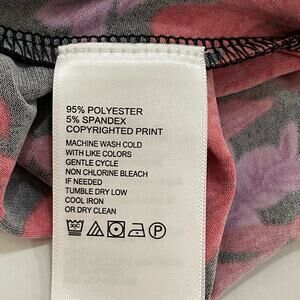 95% POLYESTER
5% SPANDEX
COPYRIGHTED PRINT
MACHINE WASH COLD
WITH LIKE COLORS
GENTLE CYCLE
NON CHLORINE BLEACH
IF NEEDED
TUMBLE DRY LOW
COOL IRON
OR DRY CLEAN
P